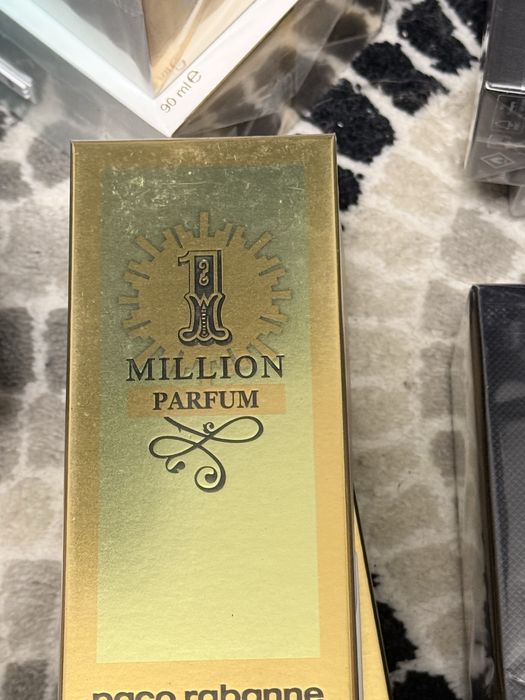 90 ml e
1
MILLION
PARFUM
paco rabanne